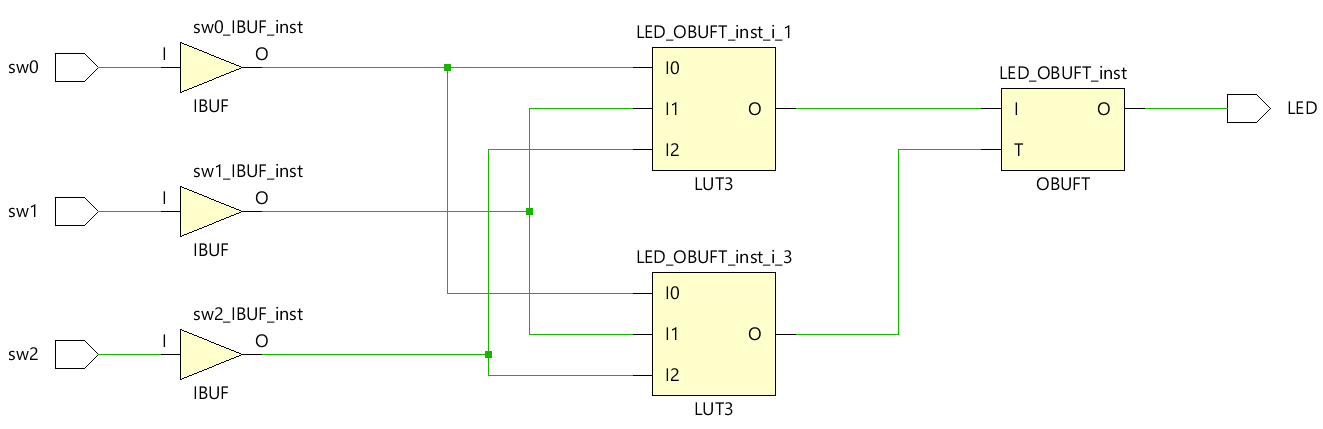 sw0_IBUF_inst
sw0
I
O
IBUF
sw1_IBUF_inst
sw1
I
O
IBUF
sw2_IBUF_inst
sw2
I
O
IBUF
LED_OBUFT_inst_i_1
I0
I1
O
I2
LUT3
LED_OBUFT_inst_i_3
I0
I1
O
I2
LUT3
LED_OBUFT_inst
I
O
T
OBUFT
LED